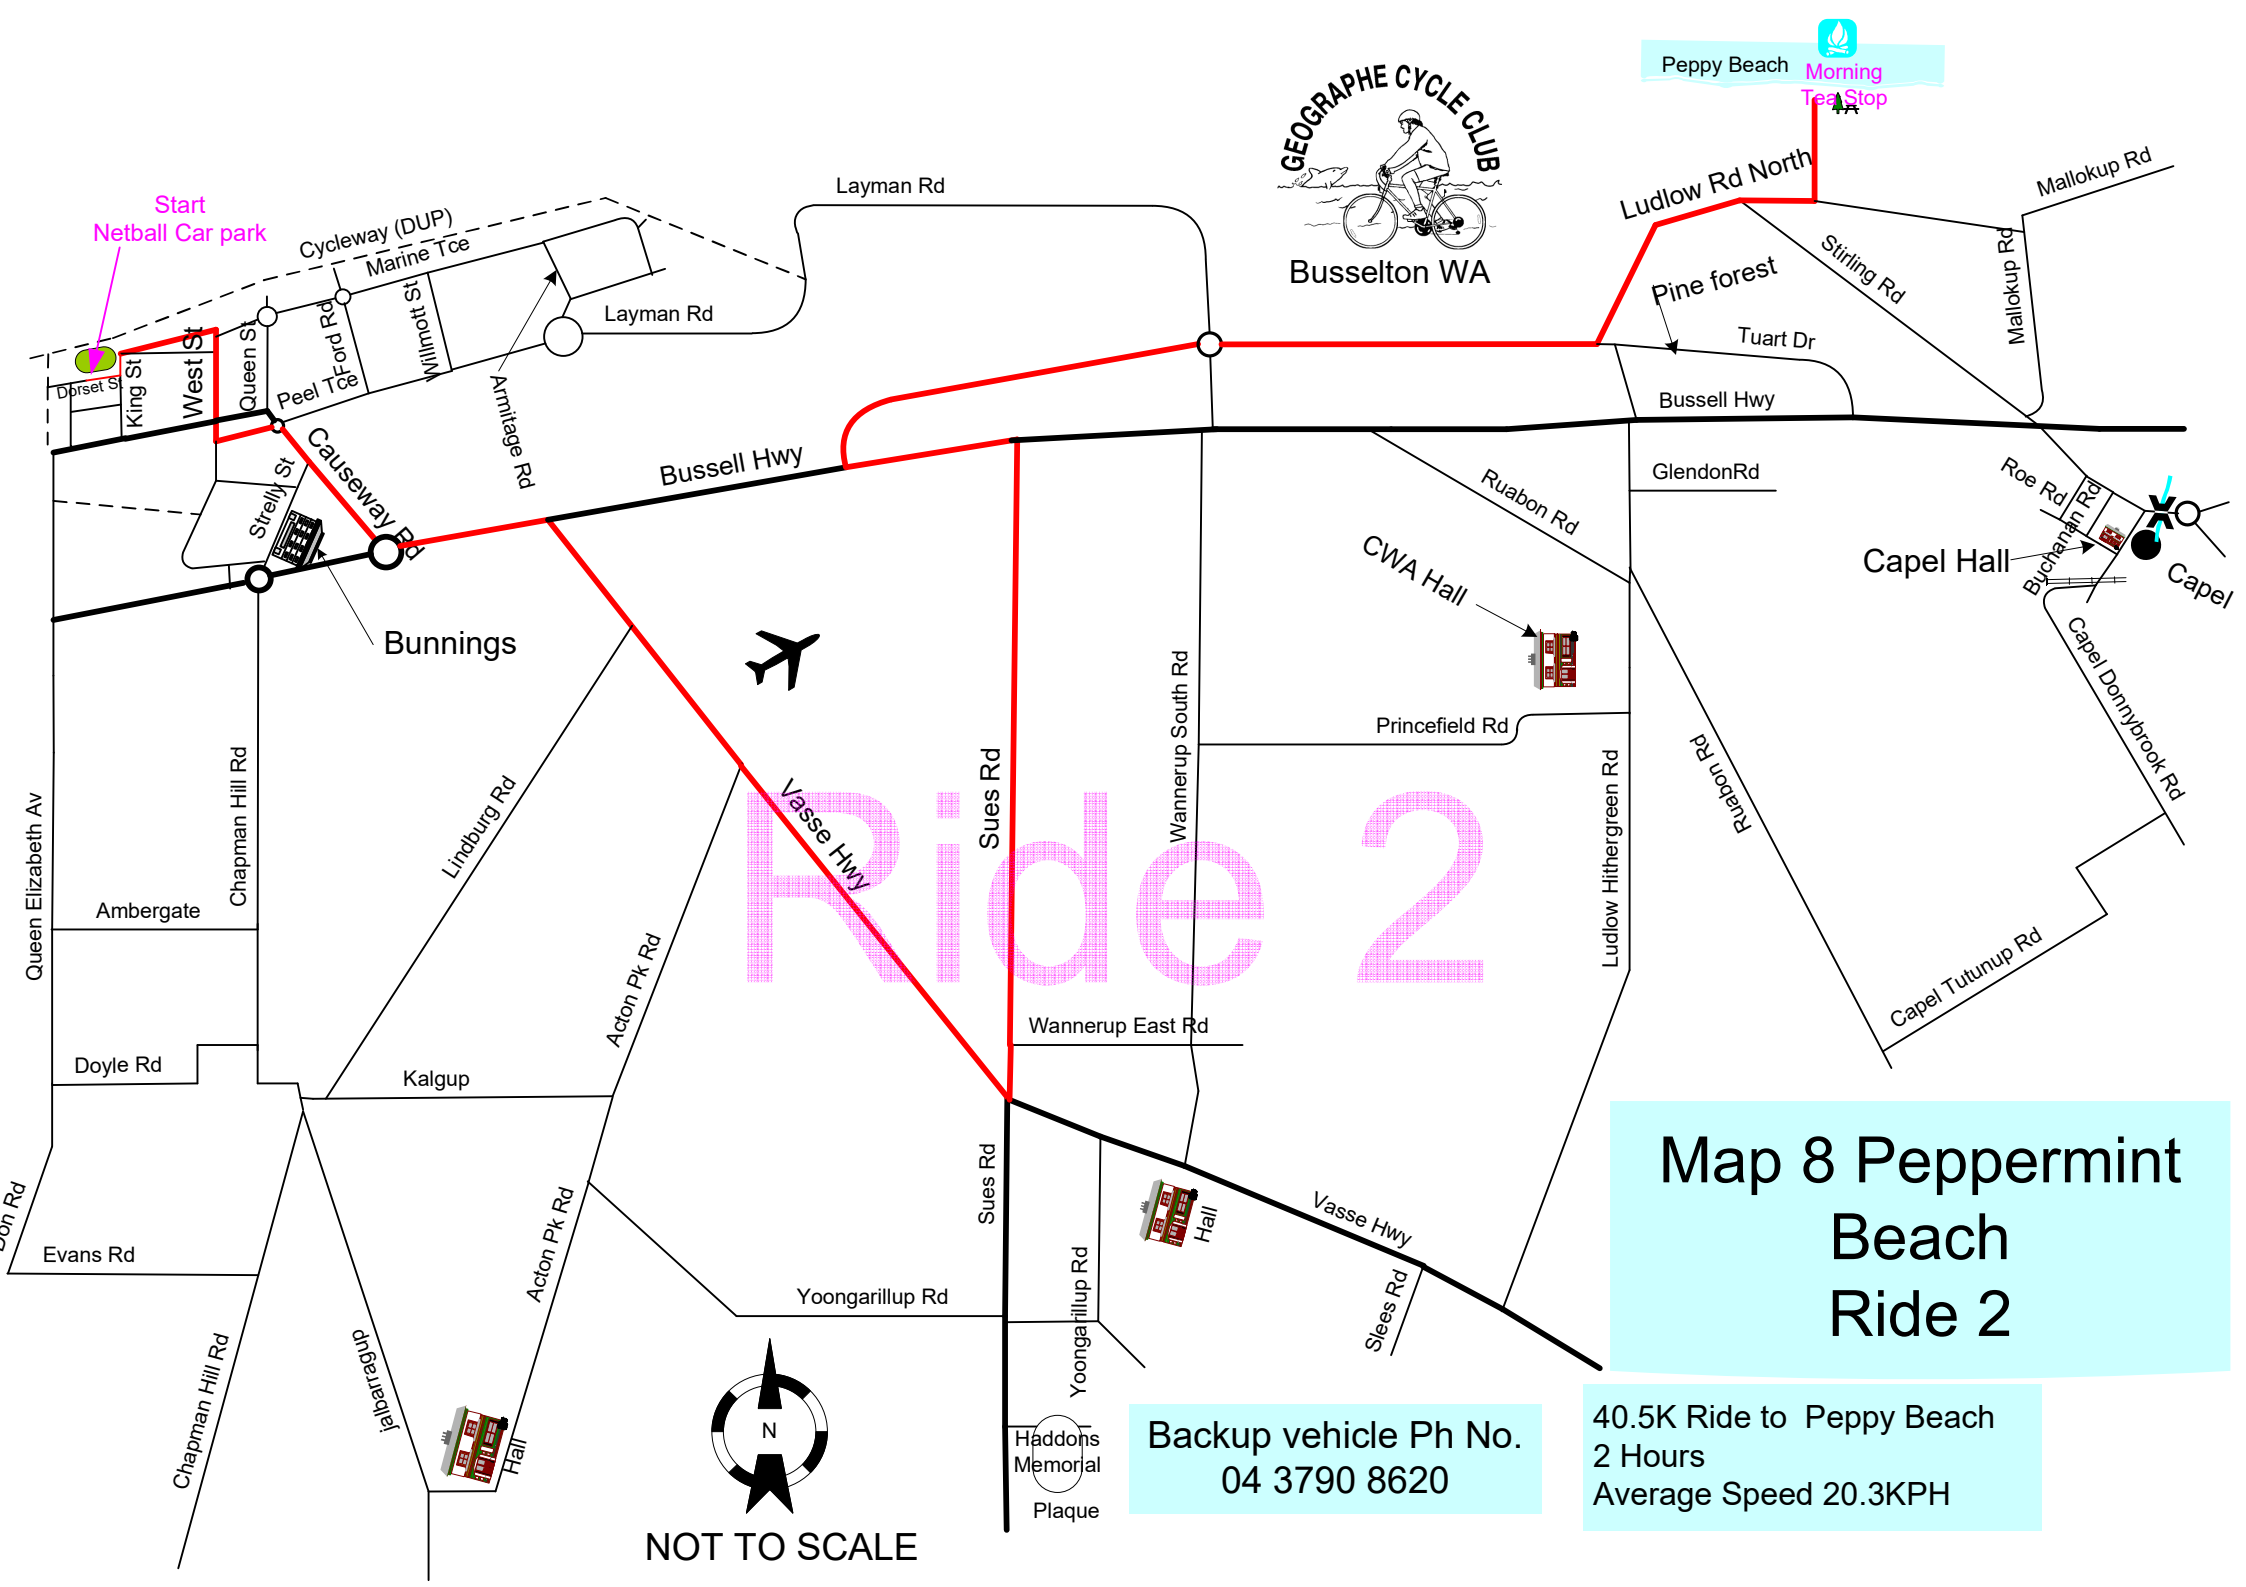 Peppy Beach
Morning
Tea Stop
GEOGRAPHE CYCLE CLUB
Busselton WA
Start
Netball Car park
Cycleway (DUP)
Marine Tce
Layman Rd
Layman Rd
Ludlow Rd North
Mallokup Rd
Mallokup Rd
Stirling Rd
Pine forest
Tuart Dr
Bussell Hwy
Dorset St
King St
West St
Queen St
Ford Rd
Willmott St
Peel Tce
Armitage Rd
Causeway Rd
Strelly St
Bussell Hwy
Bunnings
Ruabon Rd
GlendonRd
CWA Hall
Roe Rd
Buchanan Rd
Capel Hall
Capel
Capel Donnybrook Rd
Princefield Rd
Wannerup South Rd
Ludlow Hithergreen Rd
Ruabon Rd
Capel Tutunup Rd
Queen Elizabeth Av
Chapman Hill Rd
Lindburg Rd
Vasse Hwy
Sues Rd
Ride 2
Ambergate
Acton Pk Rd
Wannerup East Rd
Doyle Rd
Kalgup
Don Rd
Evans Rd
Chapman Hill Rd
jalbarragup
Acton Pk Rd
Hall
Yoongarillup Rd
Sues Rd
Yoongarillup Rd
Hall
Vasse Hwy
Slees Rd
Haddons
Memorial
Plaque
N
NOT TO SCALE
Map 8 Peppermint
Beach
Ride 2
Backup vehicle Ph No.
04 3790 8620
40.5K Ride to  Peppy Beach
2 Hours
Average Speed 20.3KPH